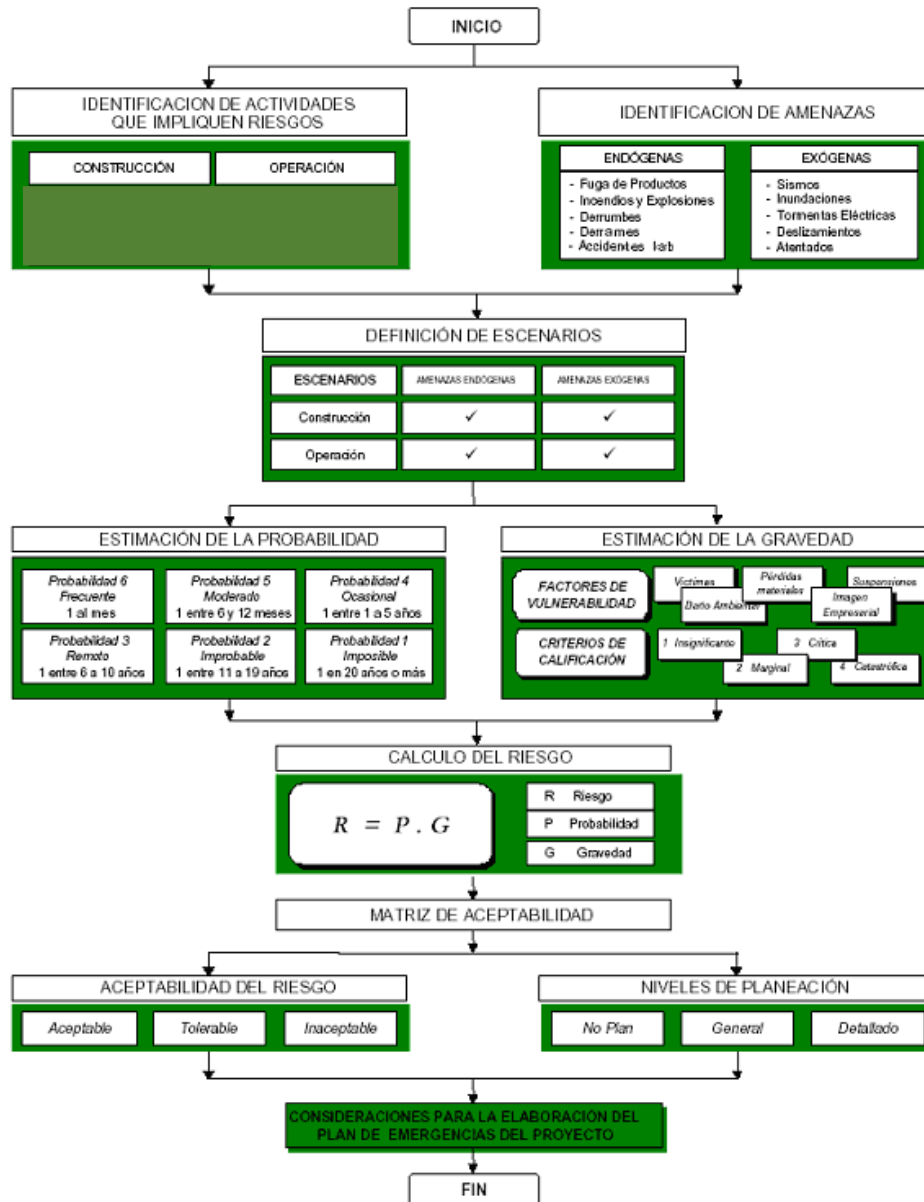 INICIO
IDENTIFICACION DE ACTIVIDADES
QUE IMPLIQUEN RIESGOS
CONSTRUCCIÓN
OPERACIÓN
IDENTIFICACION DE AMENAZAS
ENDÓGENAS
- Fuga de Productos
- Incendios y Explosiones
- Derrumbes
- Derrames
- Accidentes
EXÓGENAS
- Sismos
- Inundaciones
- Tormentas Eléctricas
- Deslizamientos
- Atentados
DEFINICIÓN DE ESCENARIOS
ESCENARIOS
AMENAZAS ENDÓGENAS
AMENAZAS EXÓGENAS
Construcción ✓ ✓
Operación ✓ ✓
ESTIMACIÓN DE LA PROBABILIDAD
Probabilidad 6
Frecuente
1 al mes
Probabilidad 5
Moderado
1 entre 6 y 12 meses
Probabilidad 4
Ocasional
1 entre 1 a 5 años
Probabilidad 3
Remoto
1 entre 6 a 10 años
Probabilidad 2
Improbable
1 entre 11 a 19 años
Probabilidad 1
Imposible
1 en 20 años o más
ESTIMACIÓN DE LA GRAVEDAD
FACTORES DE
VULNERABILIDAD
Víctimas
Daño Ambiental
Pérdidas
materiales
Imagen
Empresarial
Suspensiones
CRITERIOS DE
CALIFICACIÓN
1 Insignificante
2 Marginal
3 Crítica
4 Catastrófica
CALCULO DEL RIESGO
R = P . G
R Riesgo
P Probabilidad
G Gravedad
MATRIZ DE ACEPTABILIDAD
ACEPTABILIDAD DEL RIESGO
Aceptable
Tolerable
Inaceptable
NIVELES DE PLANEACIÓN
No Plan
General
Detallado
CONSIDERACIONES PARA LA ELABORACION DEL
PLAN DE EMERGENCIAS DEL PROYECTO
FIN